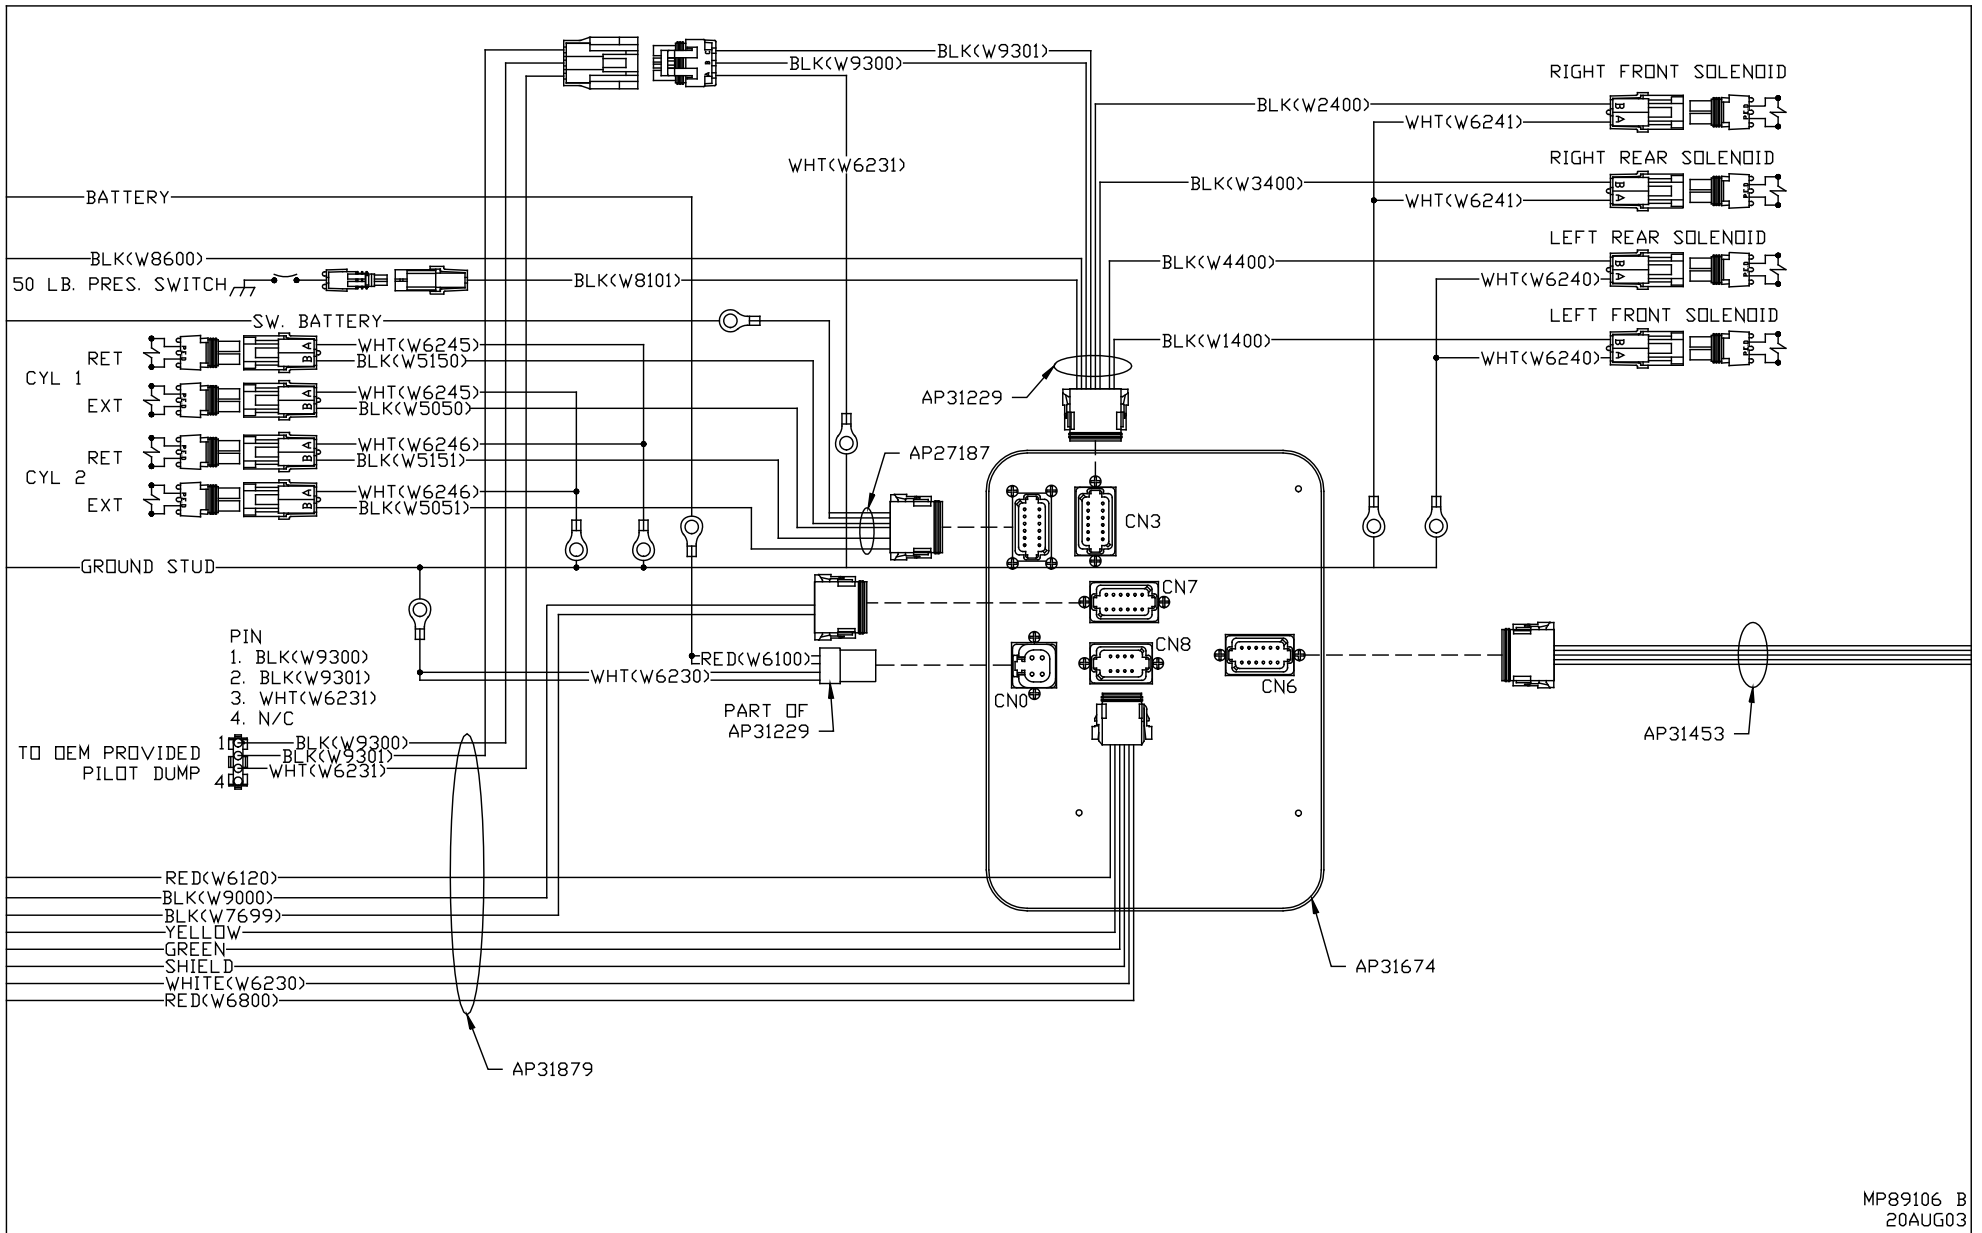 BLK(W9301)
BLK(W9300)
RIGHT FRONT SOLENOID
BLK(W2400)
B
A
WHT(W6241)
WHT(W6231)
RIGHT REAR SOLENOID
BLK(W3400)
B
A
WHT(W6241)
BATTERY
LEFT REAR SOLENOID
BLK(W8600)
BLK(W4400)
B
A
50 LB. PRES. SWITCH
BLK(W8101)
WHT(W6240)
SW. BATTERY
LEFT FRONT SOLENOID
CYL 1
RET
A
B
WHT(W6245)
BLK(W5150)
BLK(W1400)
B
A
WHT(W6240)
EXT
A
B
WHT(W6245)
BLK(W5050)
AP31229
CYL 2
RET
A
B
WHT(W6246)
BLK(W5151)
AP27187
EXT
A
B
WHT(W6246)
BLK(W5051)
CN3
GROUND STUD
CN7
PIN
1. BLK(W9300)
2. BLK(W9301)
3. WHT(W6231)
4. N/C
RED(W6100)
WHT(W6230)
CN8
CN0
CN6
PART OF
AP31229
AP31453
TO OEM PROVIDED
PILOT DUMP
1
4
BLK(W9300)
BLK(W9301)
WHT(W6231)
RED(W6120)
BLK(W9000)
BLK(W7699)
YELLOW
GREEN
SHIELD
WHITE(W6230)
RED(W6800)
AP31674
AP31879
MP89106 B
20AUG03